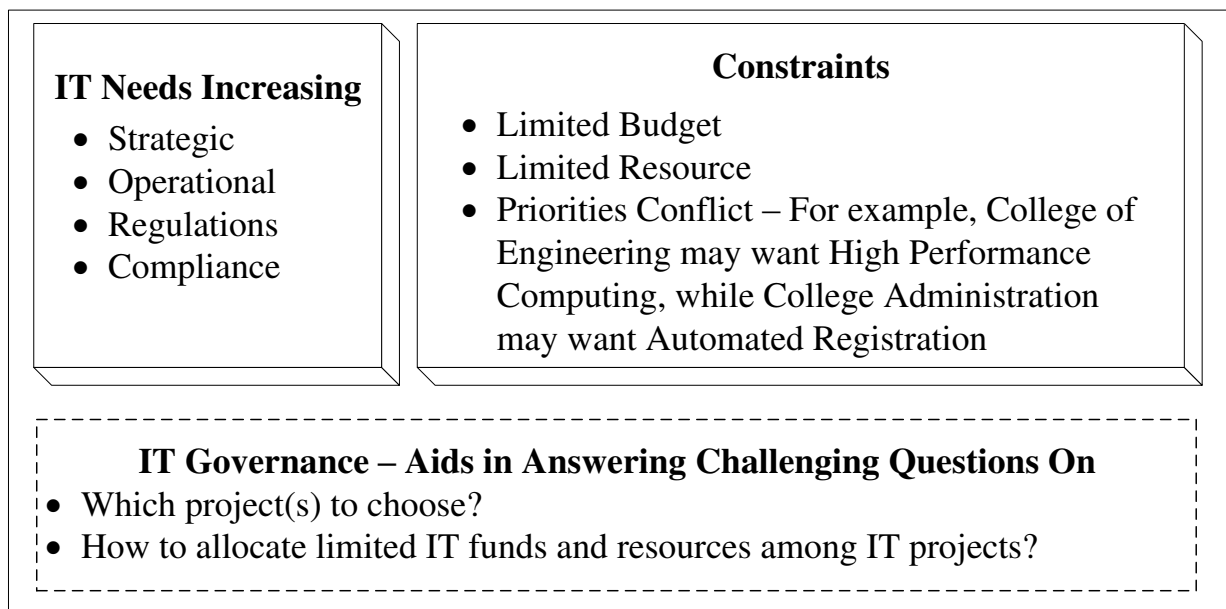 IT Needs Increasing
• Strategic
• Operational
• Regulations
• Compliance
Constraints
• Limited Budget
• Limited Resource
• Priorities Conflict – For example, College of
Engineering may want High Performance
Computing, while College Administration
may want Automated Registration
IT Governance – Aids in Answering Challenging Questions On
• Which project(s) to choose?
• How to allocate limited IT funds and resources among IT projects?